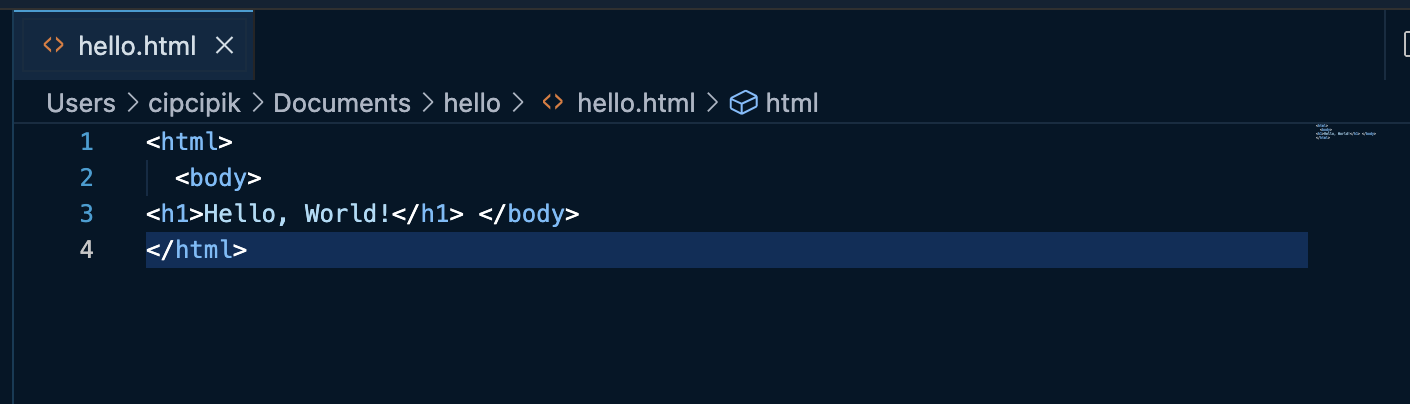 hello.html
Users > cipcipik > Documents > hello > hello.html > html
1 <html>
2 <body>
3 <h1>Hello, World!</h1> </body>
4 </html>